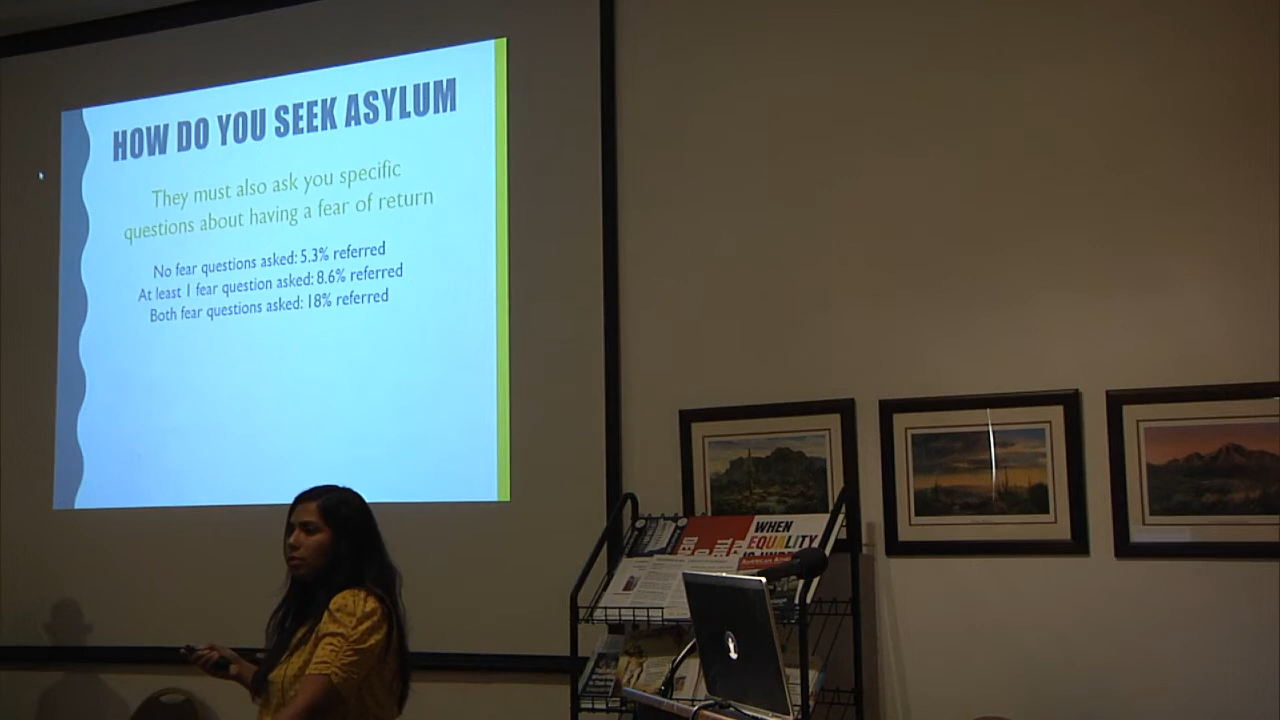 HOW DO YOU SEEK ASYLUM
They must also ask you specific
questions about having a fear of return
No fear questions asked: 5.3% referred
At least 1 fear question asked: 8.6% referred
Both fear questions asked: 18% referred
WHEN
EQUALITY